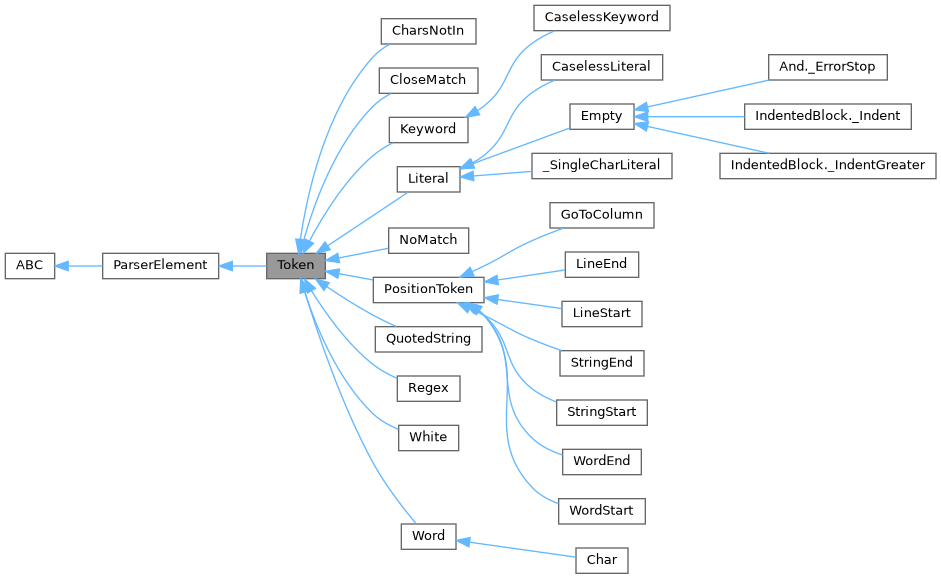 ABC
ParserElement
Token
CharsNotIn
CloseMatch
Keyword
Literal
NoMatch
PositionToken
QuotedString
Regex
White
Word
CaselessKeyword
CaselessLiteral
Empty
_SingleCharLiteral
GoToColumn
LineEnd
LineStart
StringEnd
StringStart
WordEnd
WordStart
Char
And._ErrorStop
IndentedBlock._Indent
IndentedBlock._IndentGreater